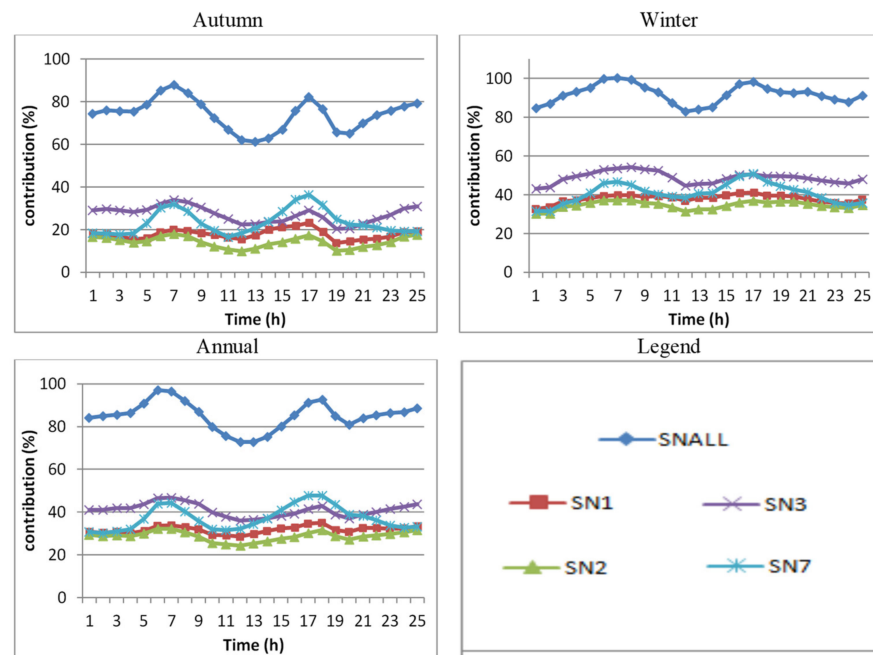 Autumn
100
80
60
40
20
0
contribution (%)
1 3 5 7 9 11 13 15 17 19 21 23 25
Time (h)
Winter
100
80
60
40
20
0
contribution (%)
1 3 5 7 9 11 13 15 17 19 21 23 25
Time (h)
Annual
100
80
60
40
20
0
contribution (%)
1 3 5 7 9 11 13 15 17 19 21 23 25
Time (h)
Legend
SNALL
SN1 SN3
SN2 SN7